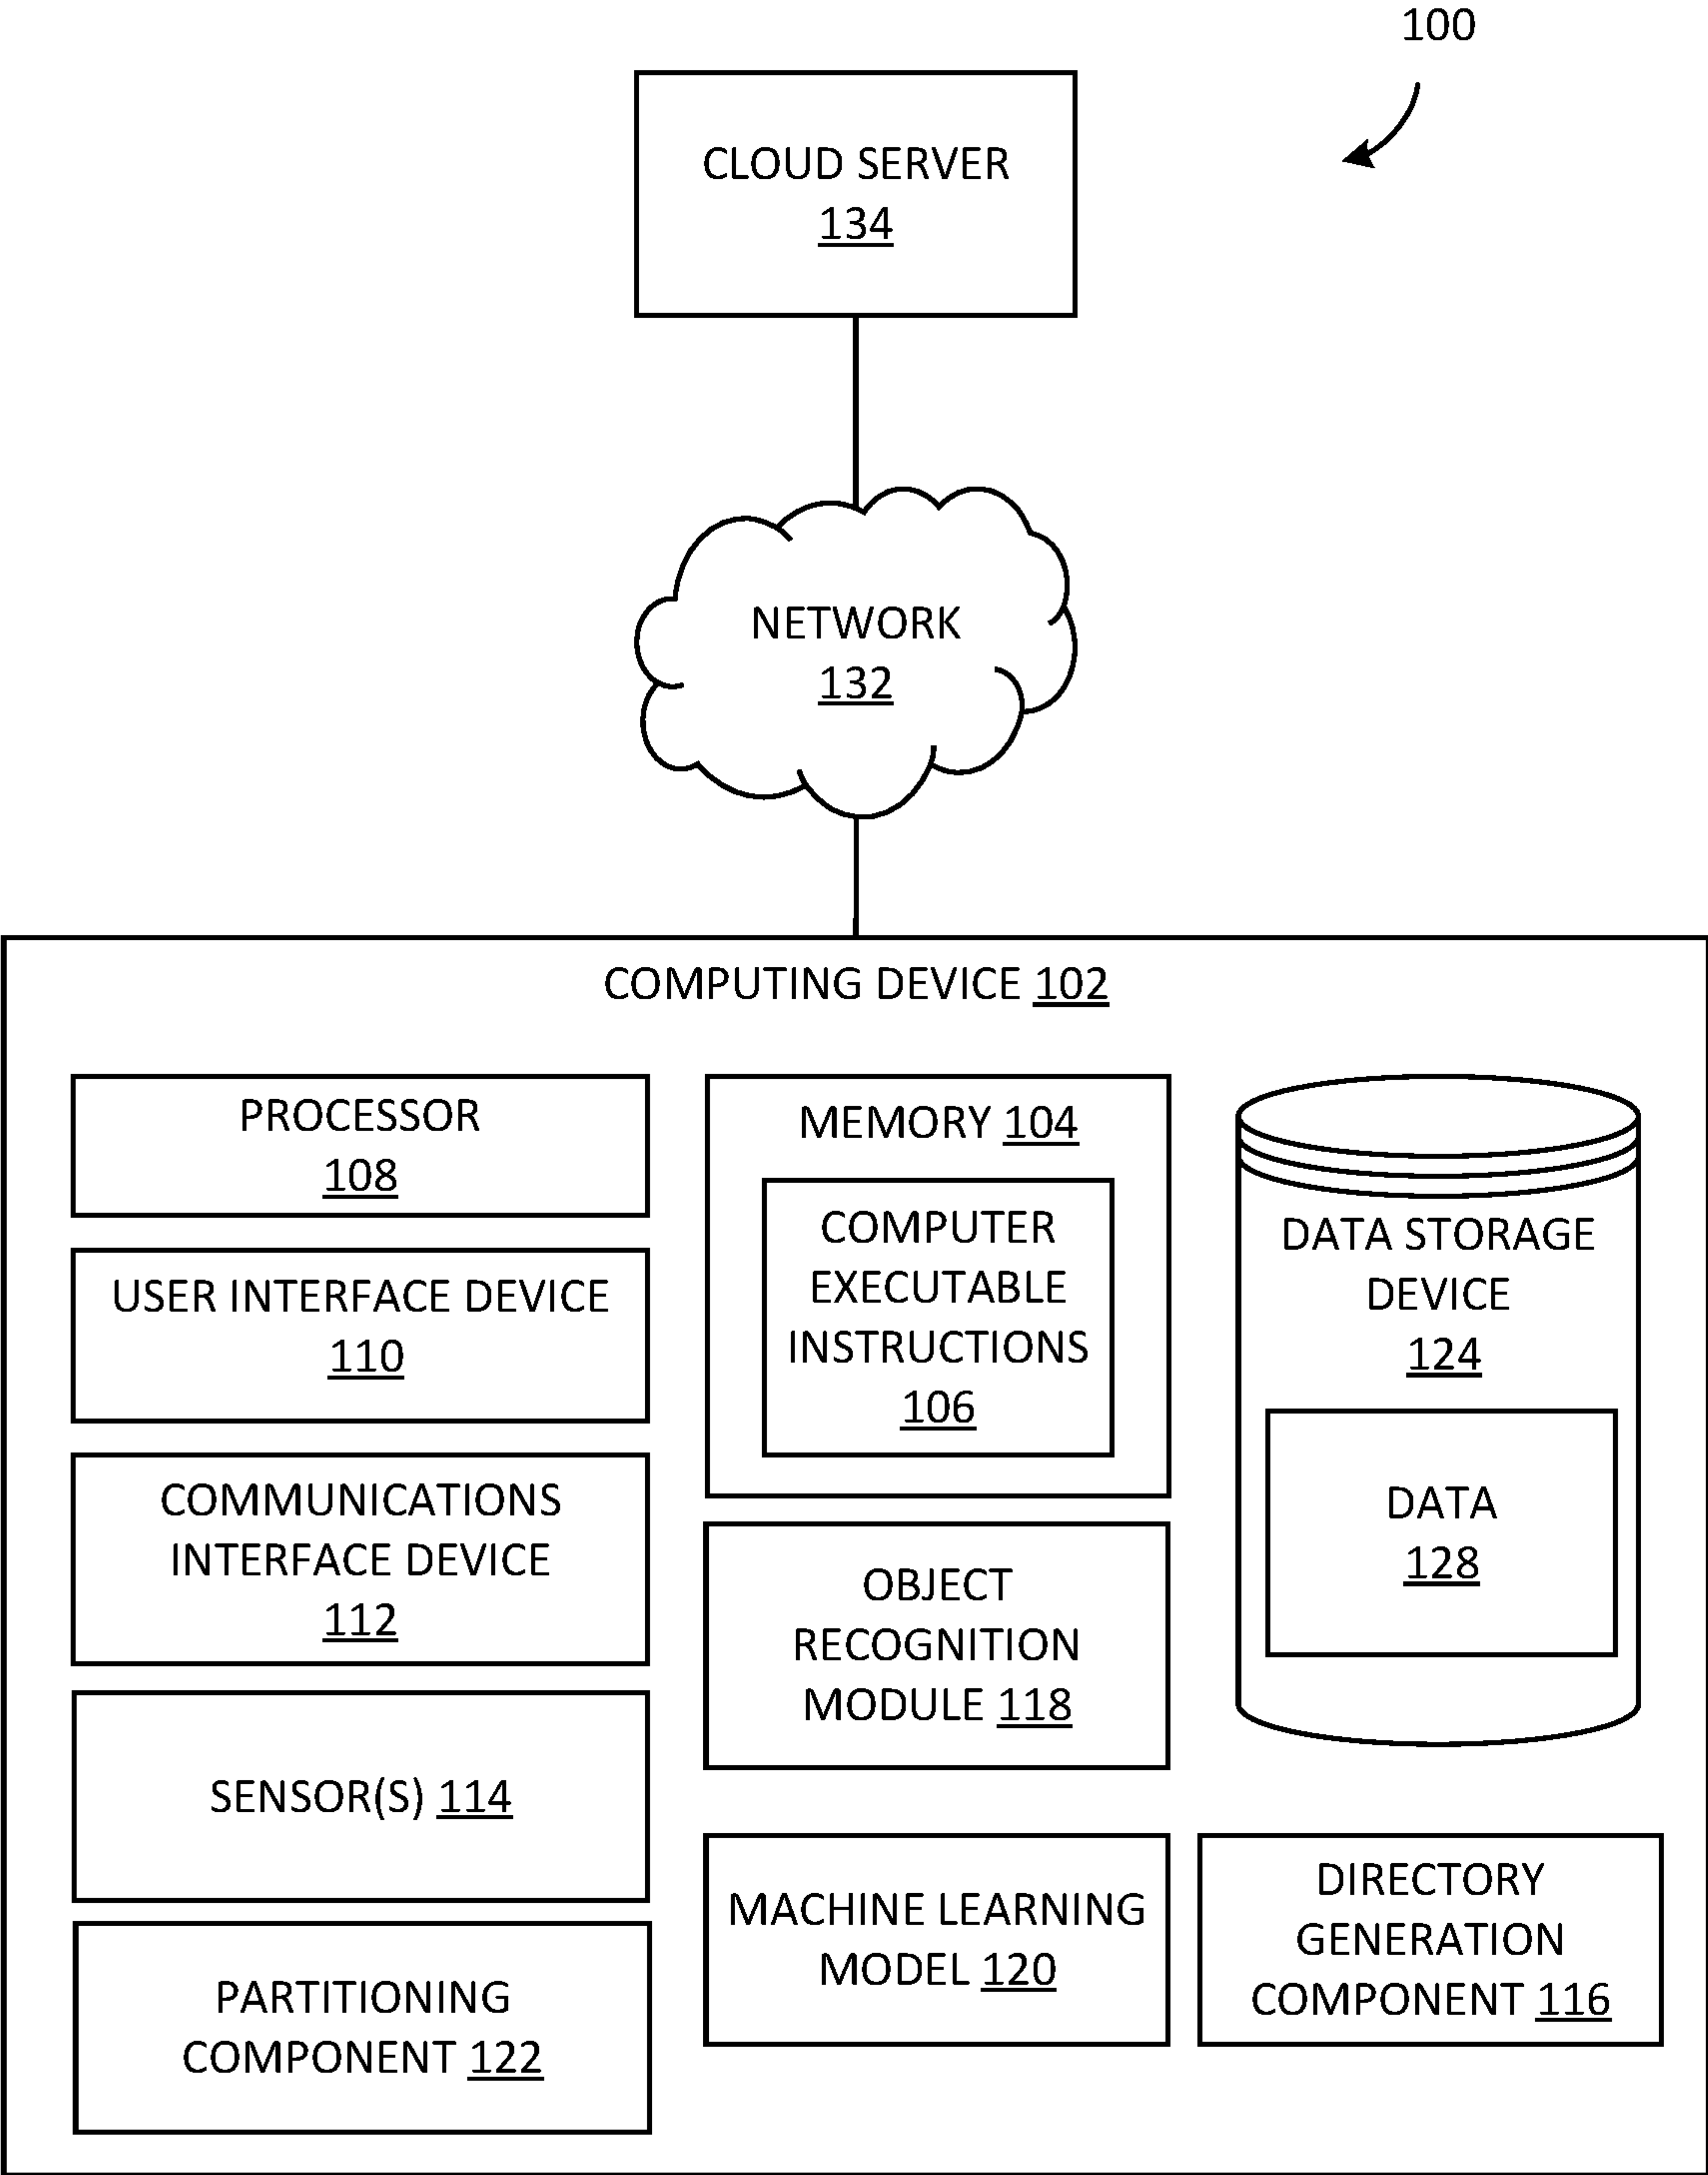 100
CLOUD SERVER
134
NETWORK
132
COMPUTING DEVICE 102
PROCESSOR
108
USER INTERFACE DEVICE
110
COMMUNICATIONS
INTERFACE DEVICE
112
SENSOR(S) 114
PARTITIONING
COMPONENT 122
MEMORY 104
COMPUTER
EXECUTABLE
INSTRUCTIONS
106
OBJECT
RECOGNITION
MODULE 118
MACHINE LEARNING
MODEL 120
DATA STORAGE
DEVICE
124
DATA
128
DIRECTORY
GENERATION
COMPONENT 116